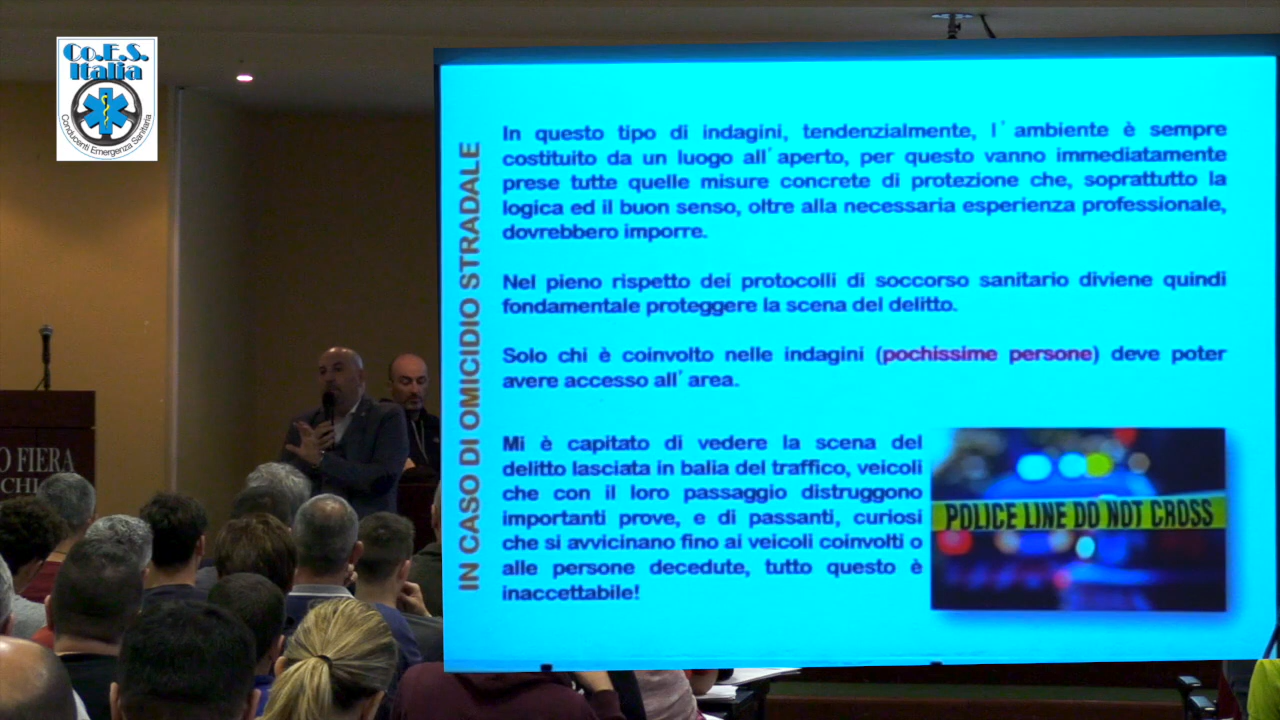 Co.E.S.
Italia
Conducenti Emergenza Sanitaria
O FIERA
CHI
IN CASO DI OMICIDIO STRADALE
In questo tipo di indagini, tendenzialmente, l'ambiente è sempre
costituito da un luogo all'aperto, per questo vanno immediatamente
prese tutte quelle misure concrete di protezione che, soprattutto la
logica ed il buon senso, oltre alla necessaria esperienza professionale,
dovrebbero imporre.
Nel pieno rispetto dei protocolli di soccorso sanitario diviene quindi
fondamentale proteggere la scena del delitto.
Solo chi è coinvolto nelle indagini (pochissime persone) deve poter
avere accesso all'area.
Mi è capitato di vedere la scena del
delitto lasciata in balia del traffico, veicoli
che con il loro passaggio distruggono
importanti prove, e di passanti, curiosi
che si avvicinano fino ai veicoli coinvolti o
alle persone decedute, tutto questo è
inaccettabile!
POLICE LINE DO NOT CROSS